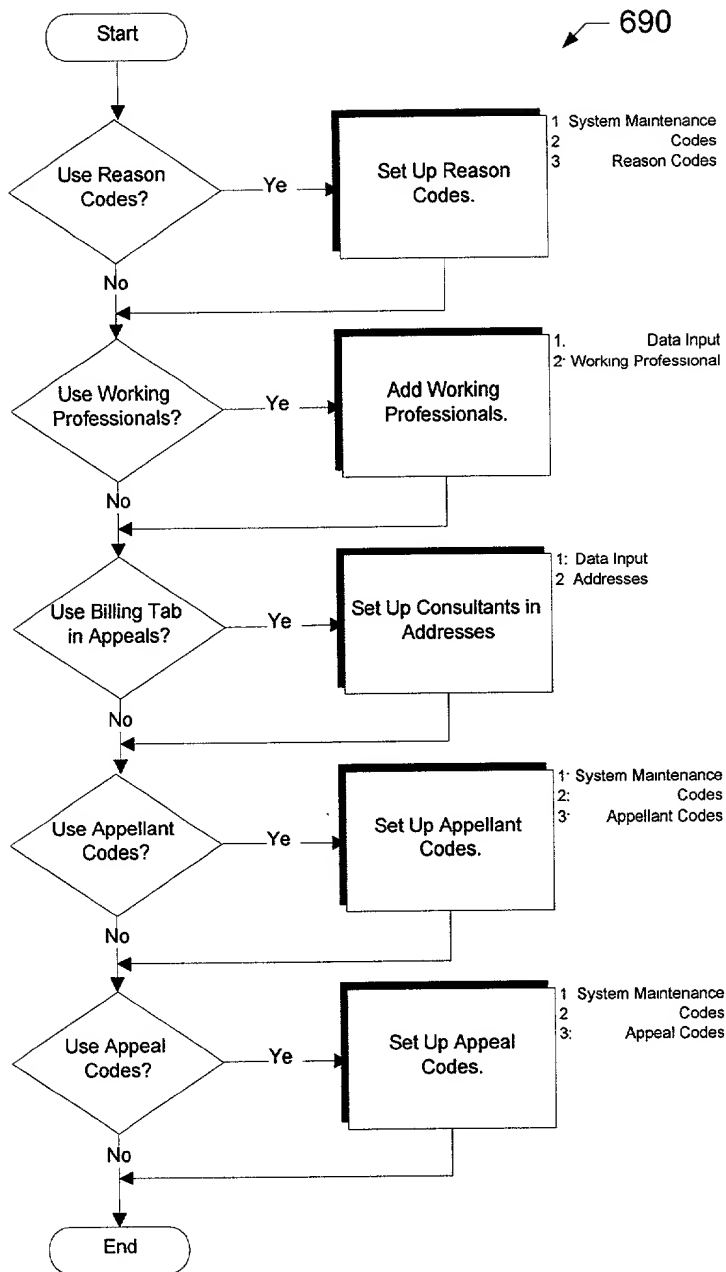 Start
690
Use Reason
Codes?
Ye
Set Up Reason
Codes.
1 System Maintenance
2 Codes
3 Reason Codes
No
Use Working
Professionals?
Ye
Add Working
Professionals.
1. Data Input
2 Working Professional
No
Use Billing Tab
in Appeals?
Ye
Set Up Consultants in
Addresses
1: Data Input
2 Addresses
No
Use Appellant
Codes?
Ye
Set Up Appellant
Codes.
1 System Maintenance
2: Codes
3 Appellant Codes
No
Use Appeal
Codes?
Ye
Set Up Appeal
Codes.
1 System Maintenance
2 Codes
3: Appeal Codes
No
End